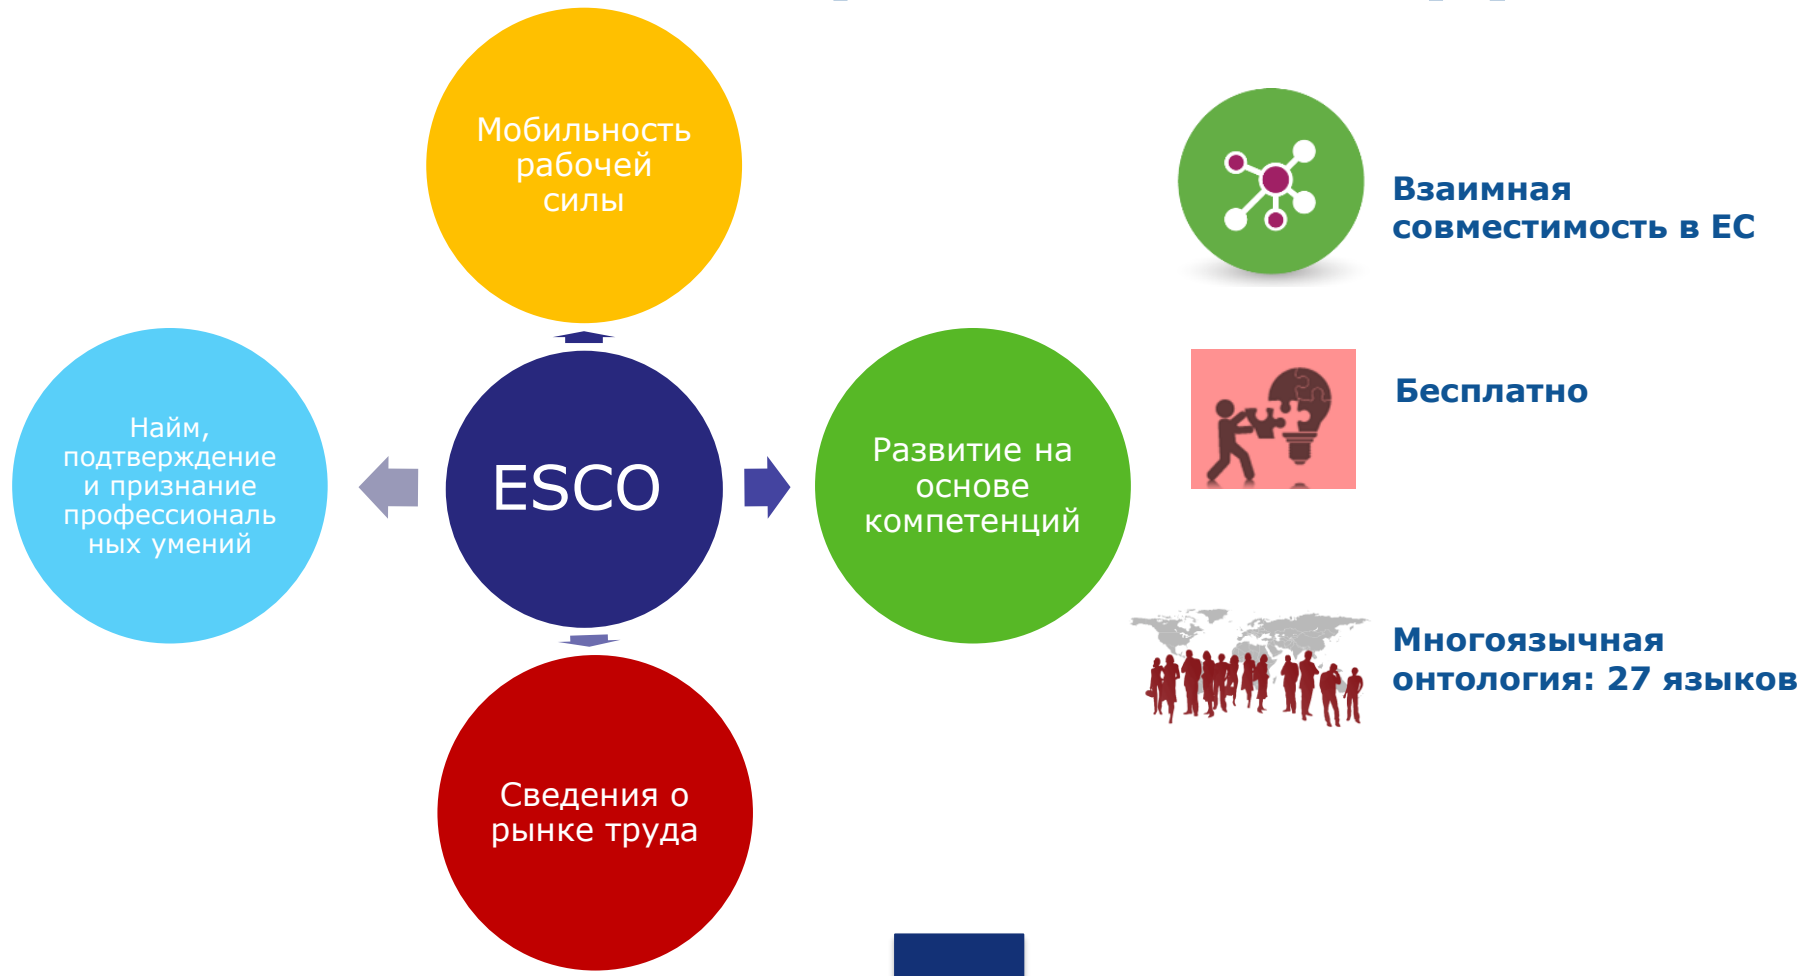 Мобильность
рабочей
силы
Взаимная
совместимость в ЕС
Найм,
подтверждение
и признание
профессиональ
ных умений
ESCO
Развитие на
основе
компетенций
Бесплатно
Сведения о
рынке труда
Многоязычная
онтология: 27 языков